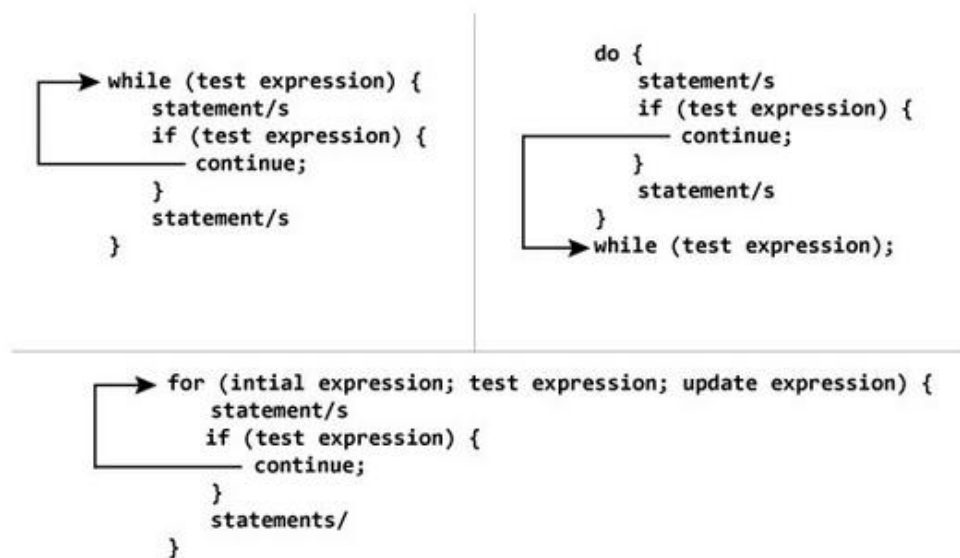 while (test expression) {
statement/s
if (test expression) {
continue;
}
statement/s
}
do {
statement/s
if (test expression) {
continue;
}
statement/s
}
while (test expression);
for (intial expression; test expression; update expression) {
statement/s
if (test expression) {
continue;
}
statements/
}